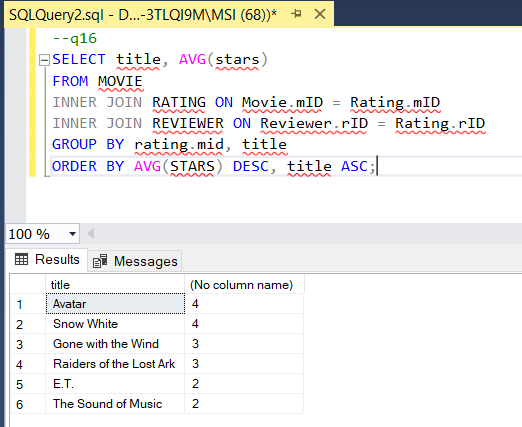 SQLQuery2.sql - D...-3TLQI9M\MSI (68))*
--q16
SELECT title, AVG(stars)
FROM MOVIE
INNER JOIN RATING ON Movie.mID = Rating.mID
INNER JOIN REVIEWER ON Reviewer.rID = Rating.rID
GROUP BY rating.mid, title
ORDER BY AVG(STARS) DESC, title ASC;
100 %
Results Messages
title (No column name)
1 Avatar 4
2 Snow White 4
3 Gone with the Wind 3
4 Raiders of the Lost Ark 3
5 E.T. 2
6 The Sound of Music 2